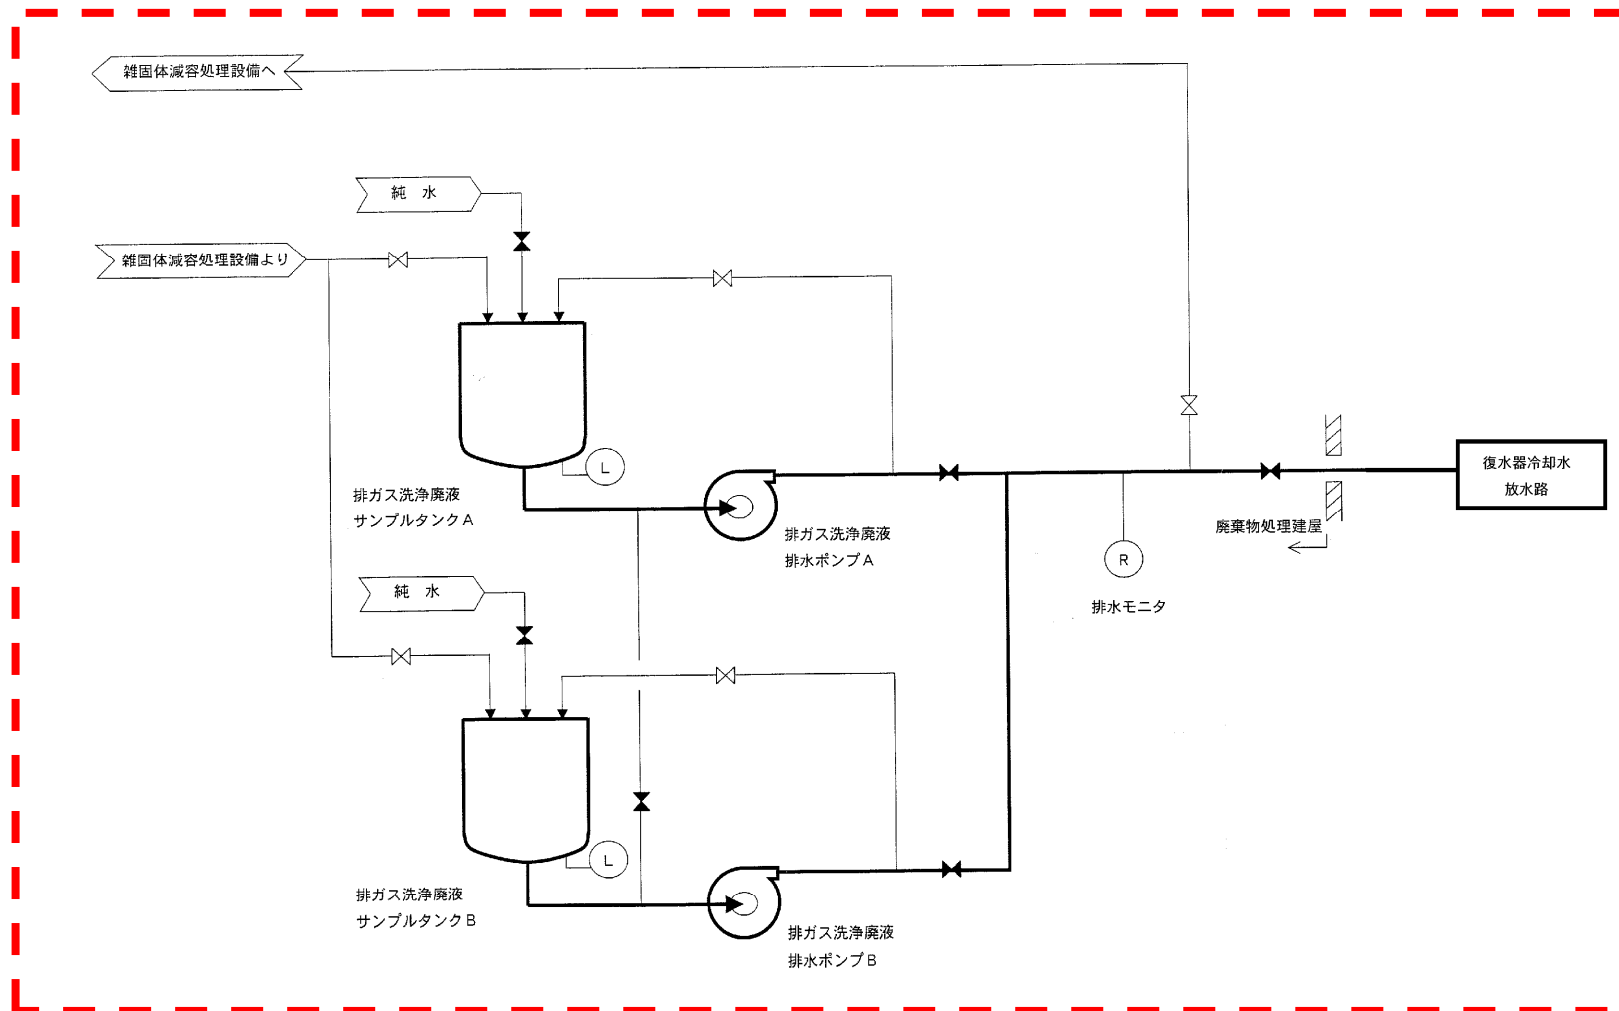 雑固体減容処理設備へ
純 水
雑固体減容処理設備より
L
排ガス洗浄廃液
サンプルタンクA
排ガス洗浄廃液
排水ポンプA
復水器冷却水
放水路
廃棄物処理建屋
R
排水モニタ
純 水
L
排ガス洗浄廃液
サンプルタンクB
排ガス洗浄廃液
排水ポンプB